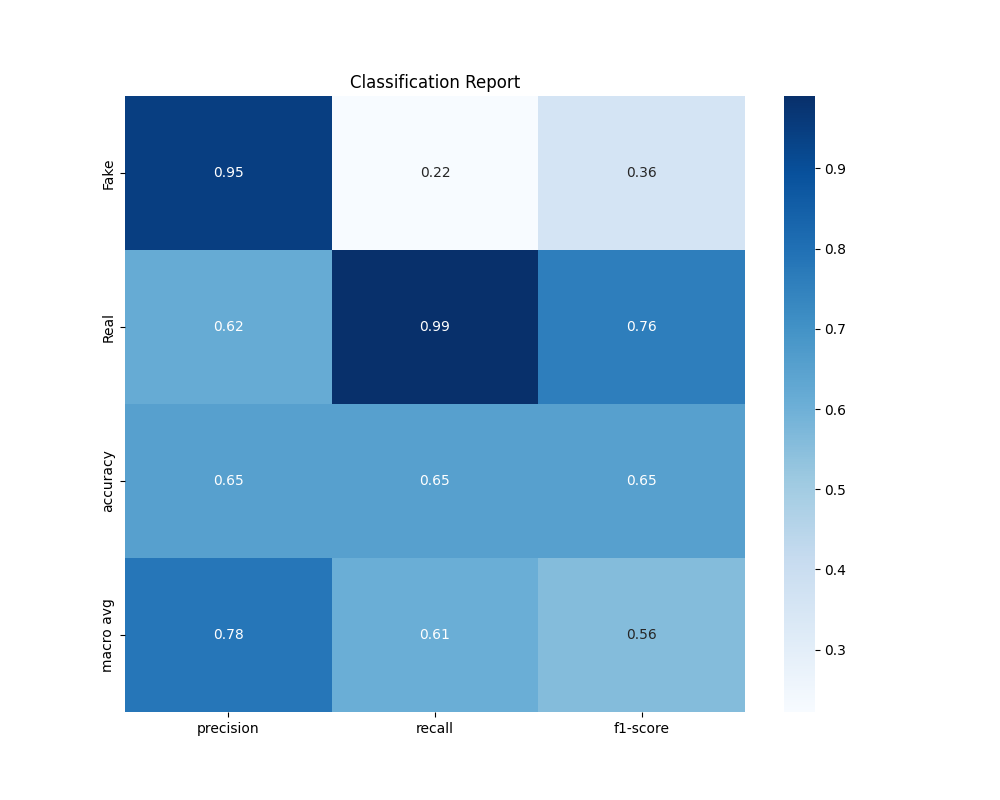 Classification Report
Fake 0.95 0.22 0.36
Real 0.62 0.99 0.76
accuracy 0.65 0.65 0.65
macro avg 0.78 0.61 0.56
precision recall f1-score
0.9
0.8
0.7
0.6
0.5
0.4
0.3